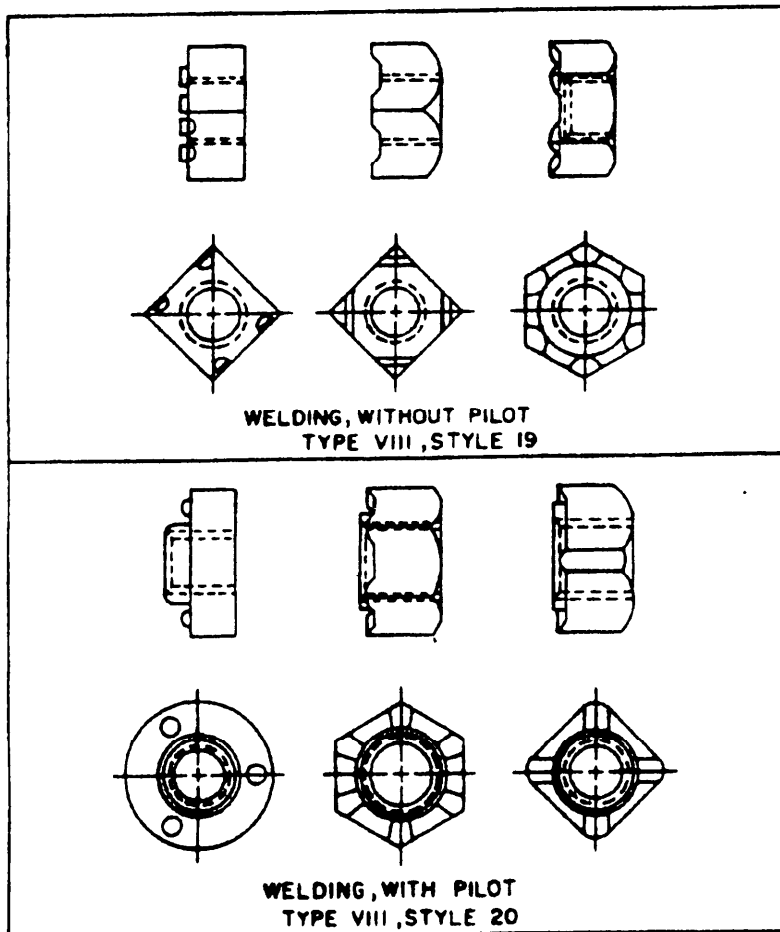 WELDING, WITHOUT PILOT
TYPE VIII, STYLE 19
WELDING, WITH PILOT
TYPE VIII, STYLE 20